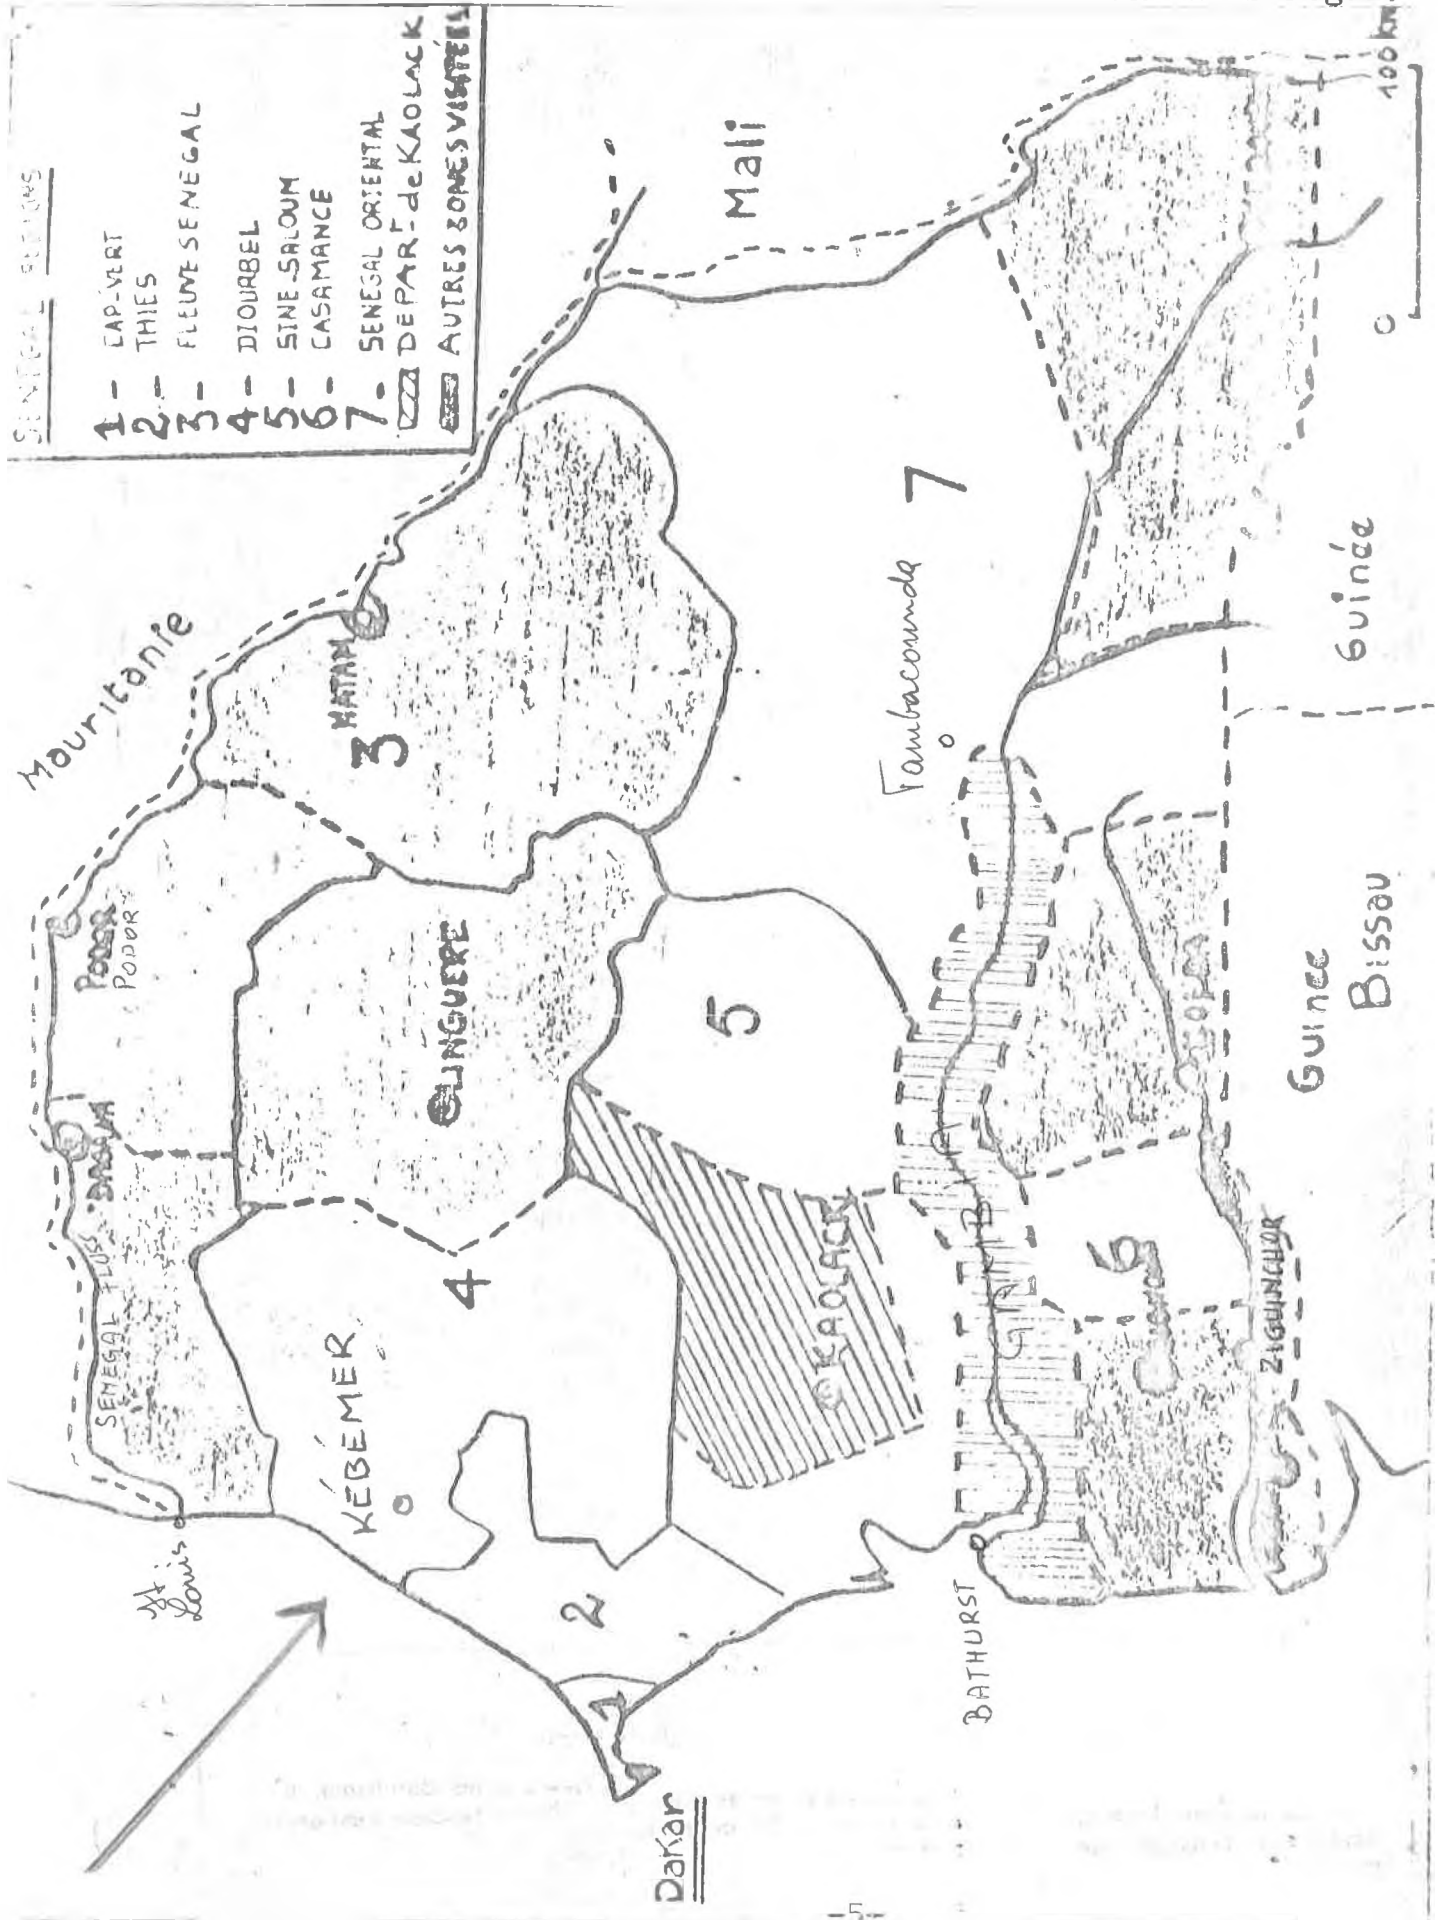 SENEGAL REGIONS
1 - CAP-VERT
2 - THIES
3 - FLEUVE SENEGAL
4 - DIOURBEL
5 - SINE-SALOUM
6 - CASAMANCE
7 - SENEGAL ORIENTAL
DEPART^T de KAOLACK
AUTRES ZONES VISITÉES
Mauritanie
St. Louis
SENEGAL FLUSS
DAGANA
PODOR
PODOR
MATAM
3
KÉBÉMER
4
LINGUERE
Mali
Dakar
1
2
5
KAOLACK
7
Tambacounda
BATHURST
GAMBIA
6
KOLDA
ZIGUINCHOR
Guinee
Bissau
Guinée
0
100 km
-5-